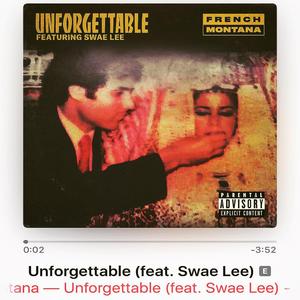 UNFORGETTABLE
FEATURING SWAE LEE
FRENCH
MONTANA
PARENTAL
ADVISORY
EXPLICIT CONTENT
0:02
-3:52
Unforgettable (feat. Swae Lee) E
tana — Unforgettable (feat. Swae Lee) -